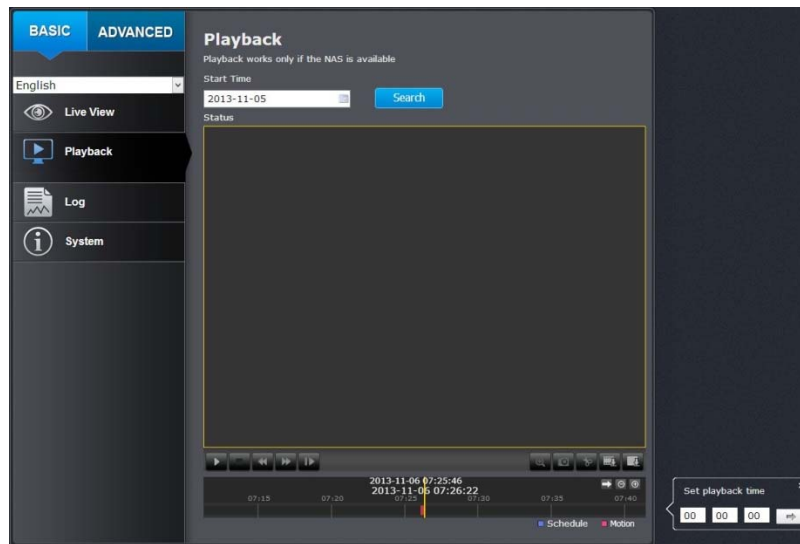 BASIC ADVANCED
English
Live View
Playback
Log
System
Playback
Playback works only if the NAS is available
Start Time
2013-11-05 Search
Status
2013-11-06 07:25:46
2013-11-06 07:26:22
07:15 07:20 07:25 07:30 07:35 07:40
Schedule Motion
Set playback time
00 00 00